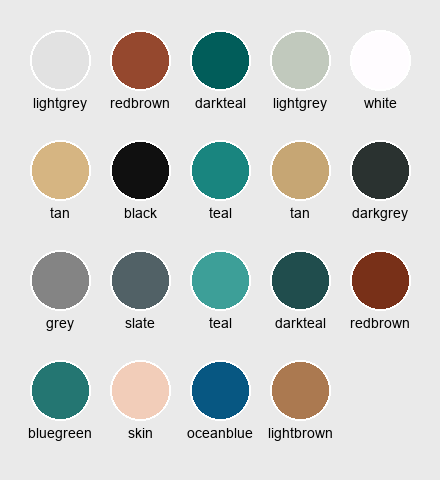 lightgrey redbrown darkteal lightgrey white
tan black teal tan darkgrey
grey slate teal darkteal redbrown
bluegreen skin oceanblue lightbrown